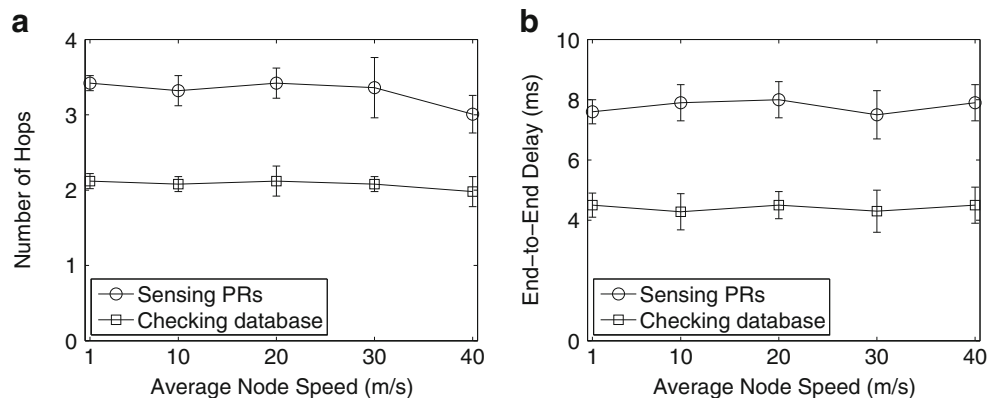 a
4
3
2
1
0
Number of Hops
Sensing PRs
Checking database
1 10 20 30 40
Average Node Speed (m/s)
b
10
8
6
4
2
0
End-to-End Delay (ms)
Sensing PRs
Checking database
1 10 20 30 40
Average Node Speed (m/s)